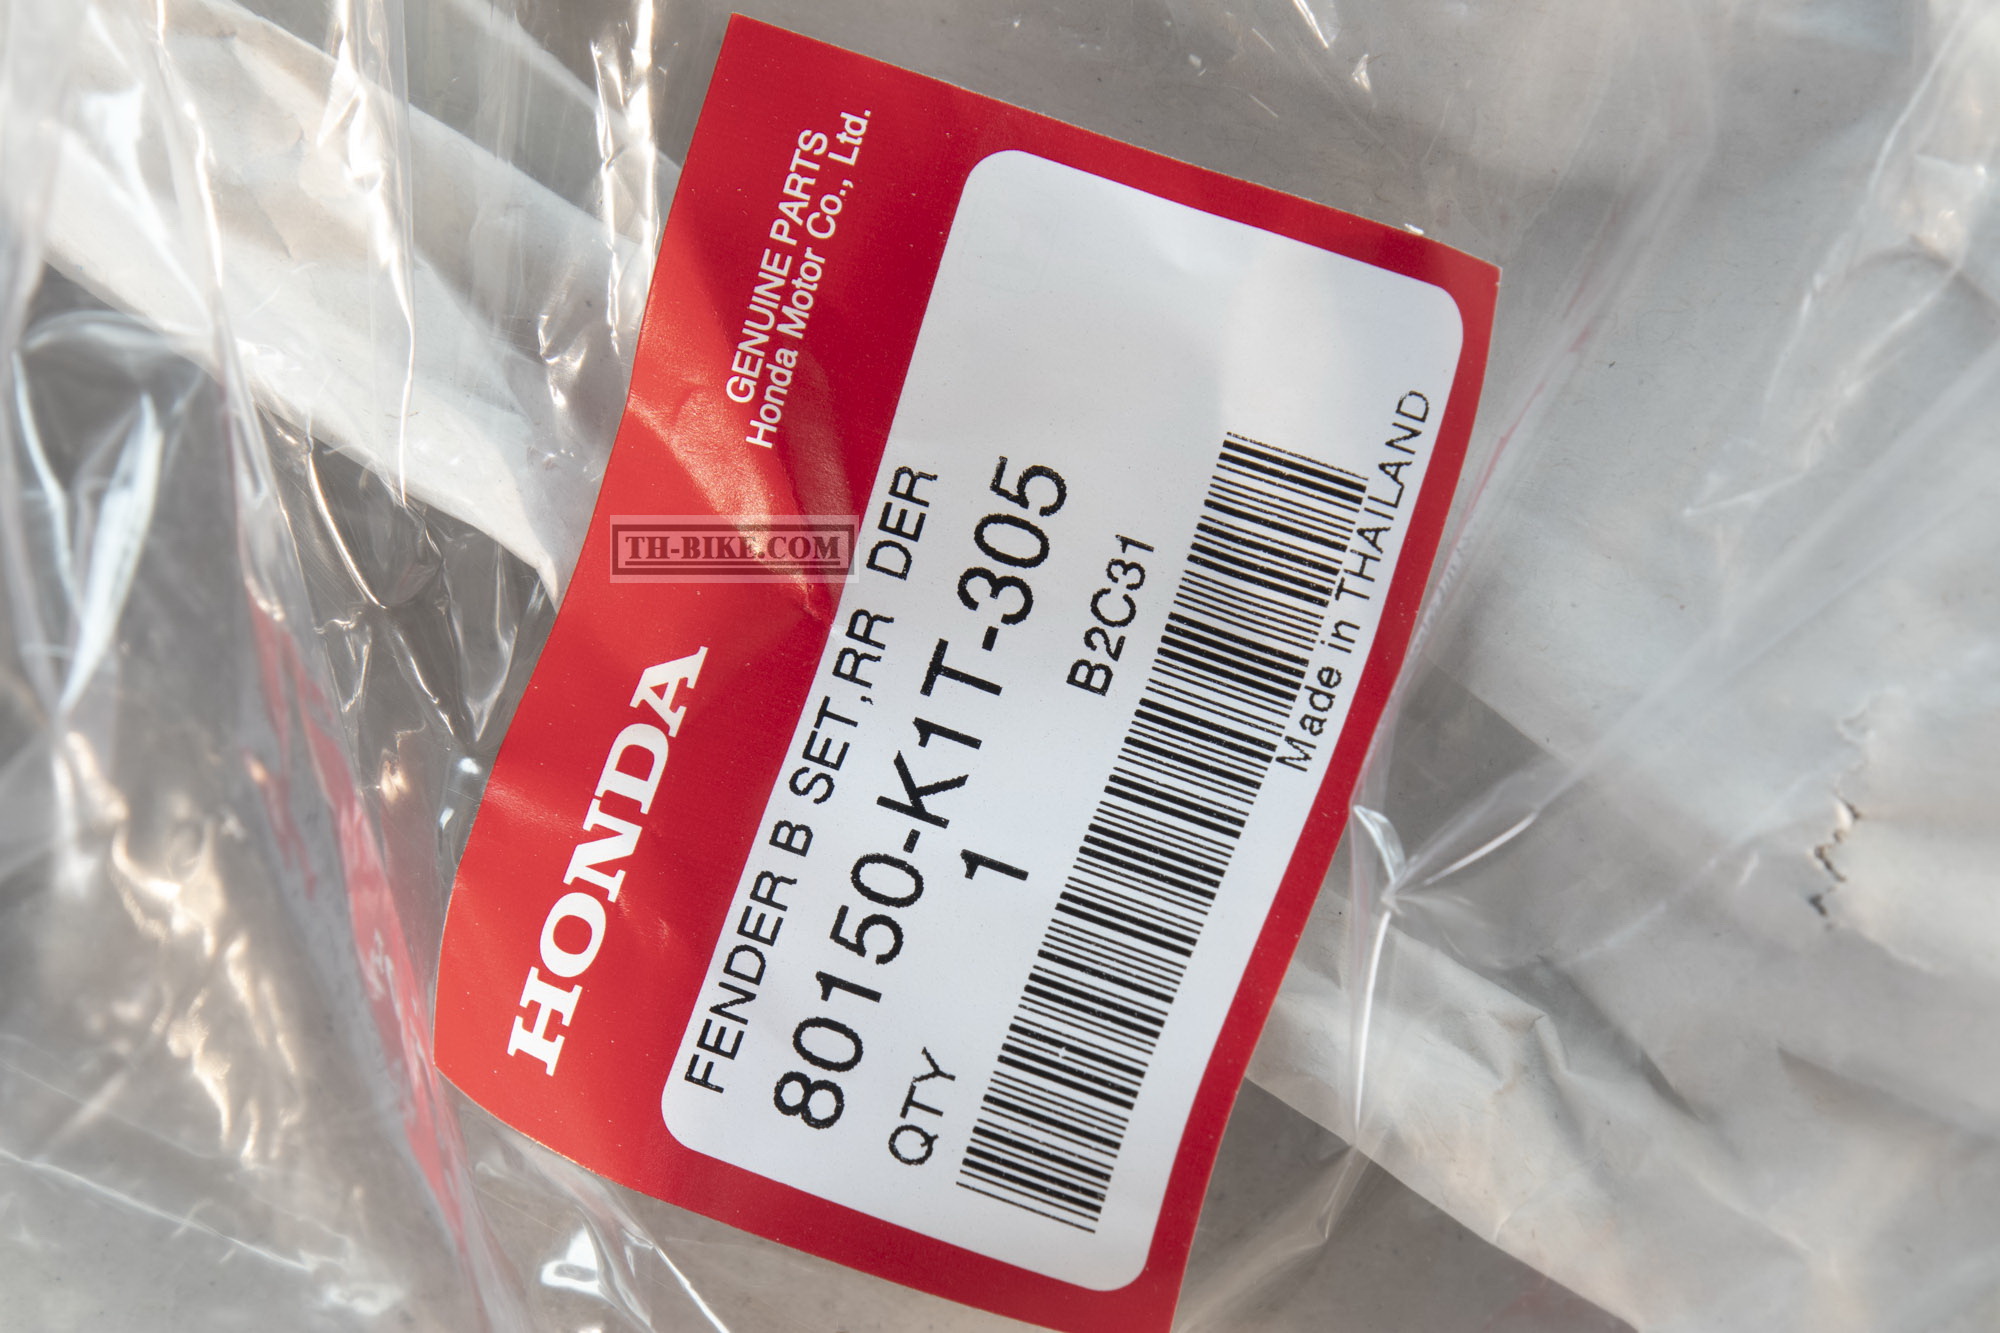 HONDA
GENUINE PARTS
Honda Motor Co., Ltd.
FENDER B SET,RR DER
80150-K1T-305
QTY 1
B2C31
Made in THAILAND
TH-BIKE.COM